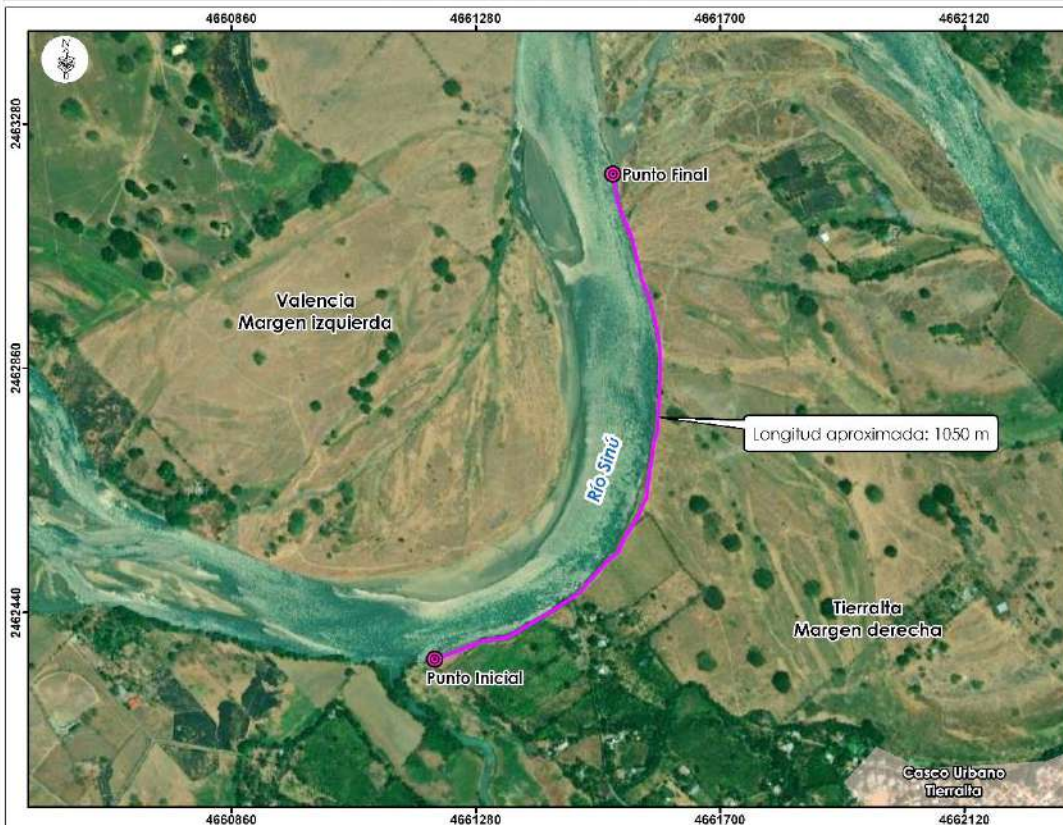 4660860
4661280
4661700
4662120
N
2463280
2462860
2462440
Punto Final
Valencia
Margen izquierda
Longitud aproximada: 1050 m
Río Sinú
Tierralta
Margen derecha
Punto Inicial
Casco Urbano
Tierralta
4660860
4661280
4661700
4662120